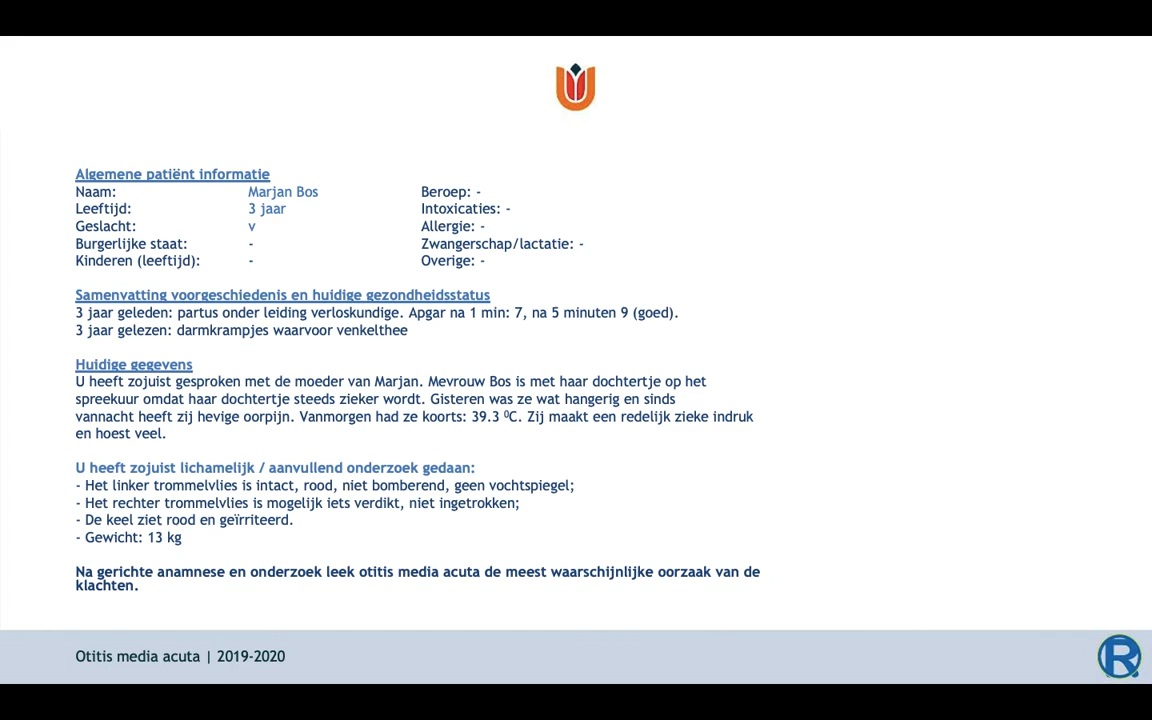 Algemene patiënt informatie
Naam: Marjan Bos Beroep: -
Leeftijd: 3 jaar Intoxicaties: -
Geslacht: v Allergie: -
Burgerlijke staat: - Zwangerschap/lactatie: -
Kinderen (leeftijd): - Overige: -
Samenvatting voorgeschiedenis en huidige gezondheidsstatus
3 jaar geleden: partus onder leiding verloskundige. Apgar na 1 min: 7, na 5 minuten 9 (goed).
3 jaar gelezen: darmkrampjes waarvoor venkelthee
Huidige gegevens
U heeft zojuist gesproken met de moeder van Marjan. Mevrouw Bos is met haar dochtertje op het
spreekuur omdat haar dochtertje steeds zieker wordt. Gisteren was ze wat hangerig en sinds
vannacht heeft zij hevige oorpijn. Vanmorgen had ze koorts: 39.3 ⁰C. Zij maakt een redelijk zieke indruk
en hoest veel.
U heeft zojuist lichamelijk / aanvullend onderzoek gedaan:
- Het linker trommelvlies is intact, rood, niet bomberend, geen vochtspiegel;
- Het rechter trommelvlies is mogelijk iets verdikt, niet ingetrokken;
- De keel ziet rood en geïrriteerd.
- Gewicht: 13 kg
Na gerichte anamnese en onderzoek leek otitis media acuta de meest waarschijnlijke oorzaak van de
klachten.
Otitis media acuta | 2019-2020
R